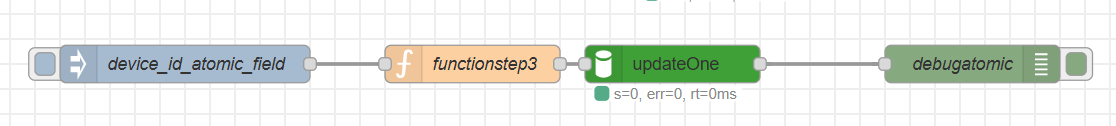 device_id_atomic_field
functionstep3
updateOne
debugatomic
s=0, err=0, rt=0ms